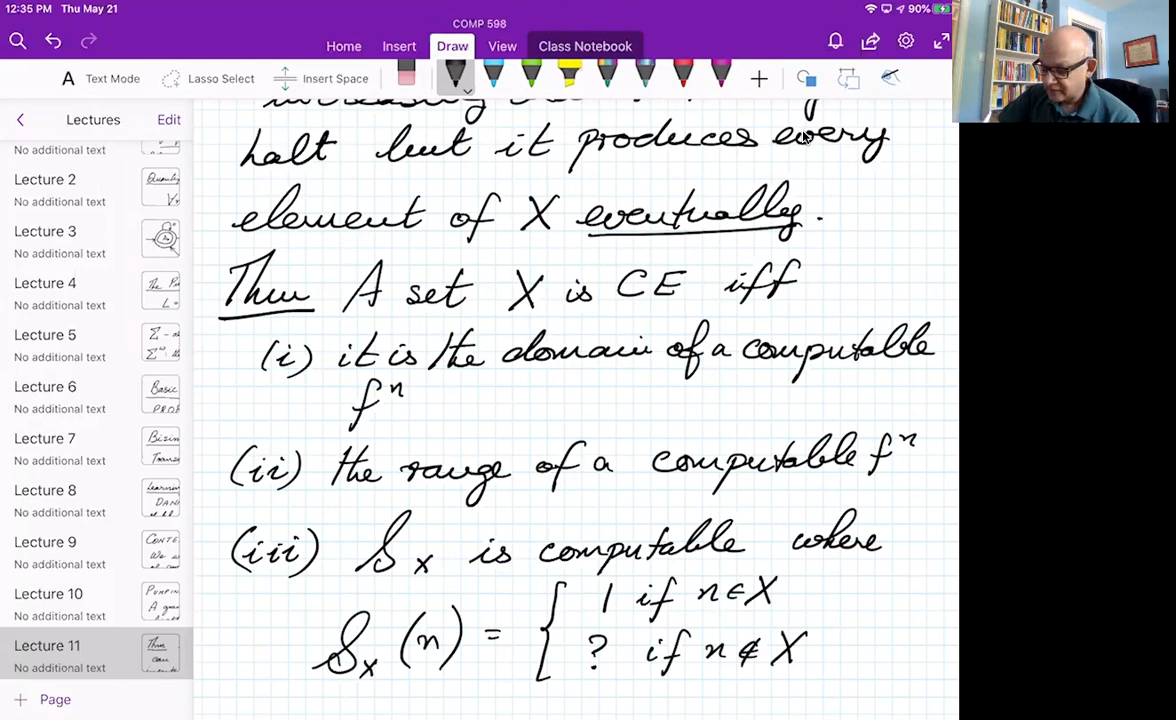 12:35 PM Thu May 21
90%
COMP 598
Home Insert Draw View Class Notebook
A Text Mode Lasso Select Insert Space
Lectures Edit
No additional text
Lecture 2
No additional text
Lecture 3
No additional text
Lecture 4
No additional text
Lecture 5
No additional text
Lecture 6
No additional text
Lecture 7
No additional text
Lecture 8
No additional text
Lecture 9
No additional text
Lecture 10
No additional text
Lecture 11
No additional text
Page
increasing
halt but it produces every
element of X eventually.
Thm A set X is CE iff
(i) it is the domain of a computable
fⁿ
(ii) the range of a computable fⁿ
(iii) Sₓ is computable where
Sₓ(n) = { 1 if n ∈ X
? if n ∉ X